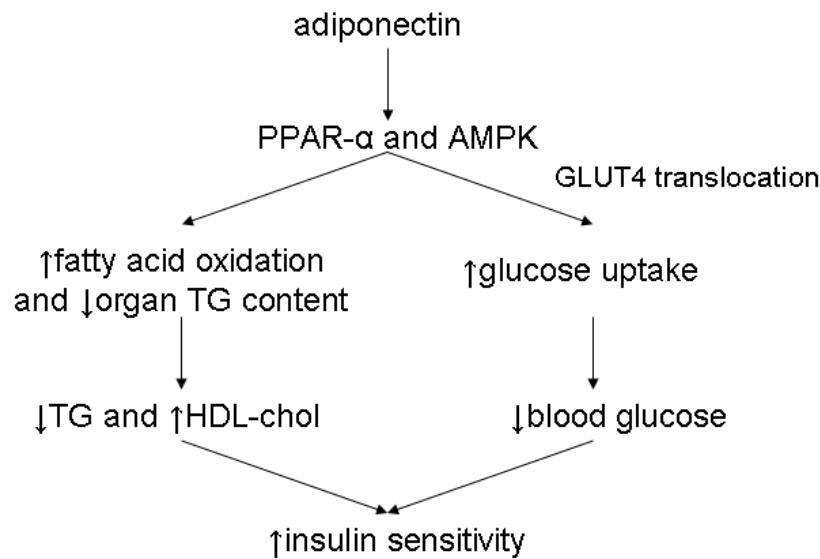 adiponectin
PPAR-α and AMPK
GLUT4 translocation
↑fatty acid oxidation
and ↓organ TG content
↑glucose uptake
↓TG and ↑HDL-chol
↓blood glucose
↑insulin sensitivity